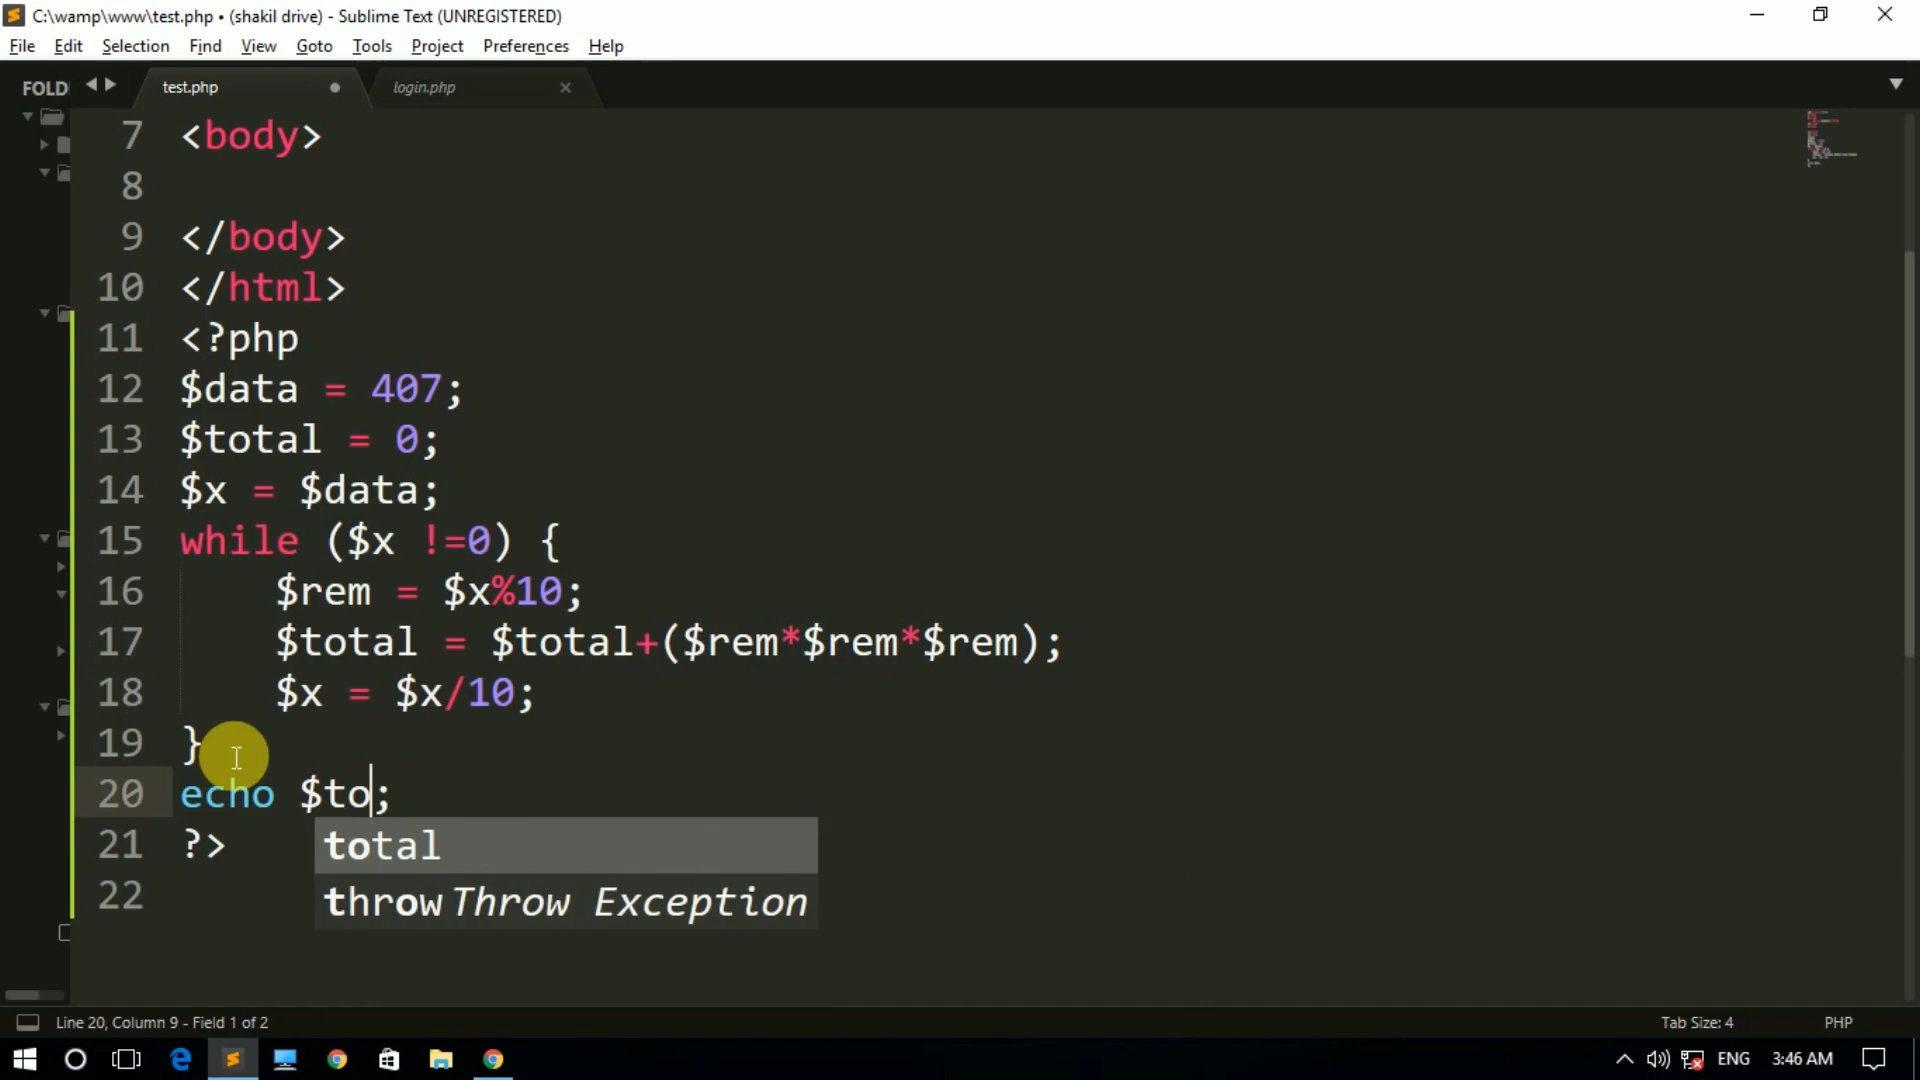 C:\wamp\www\test.php • (shakil drive) - Sublime Text (UNREGISTERED)
File Edit Selection Find View Goto Tools Project Preferences Help
FOLD
test.php login.php
7 <body>
8
9 </body>
10 </html>
11 <?php
12 $data = 407;
13 $total = 0;
14 $x = $data;
15 while ($x !=0) {
16 $rem = $x%10;
17 $total = $total+($rem*$rem*$rem);
18 $x = $x/10;
19 }
20 echo $to;
21 ?>
total
22
throw Throw Exception
Line 20, Column 9 - Field 1 of 2 Tab Size: 4 PHP
ENG 3:46 AM